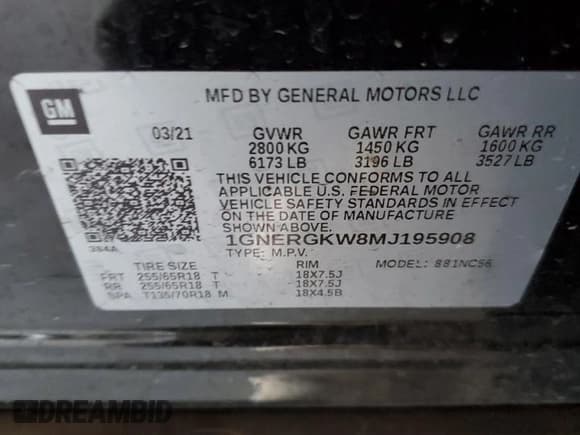 GM
MFD BY GENERAL MOTORS LLC
03/21 GVWR GAWR FRT GAWR RR
2800 KG 1450 KG 1600 KG
6173 LB 3196 LB 3527 LB
THIS VEHICLE CONFORMS TO ALL
APPLICABLE U.S. FEDERAL MOTOR
VEHICLE SAFETY STANDARDS IN EFFECT
ON THE DATE OF MANUFACTURE
SHOWN ABOVE.
384A 1GNERGKW8MJ195908
TYPE: M.P.V. MODEL: 881NC56
TIRE SIZE RIM
FRT 255/65R18 T 18X7.5J
RR 255/65R18 T 18X7.5J
SPA T135/70R18 M 18X4.5B
DREAMBID